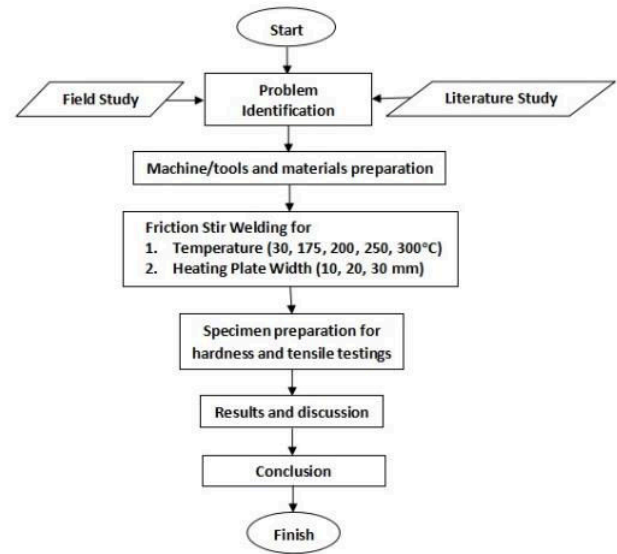 Start
Field Study
Problem
Identification
Literature Study
Machine/tools and materials preparation
Friction Stir Welding for
1. Temperature (30, 175, 200, 250, 300°C)
2. Heating Plate Width (10, 20, 30 mm)
Specimen preparation for
hardness and tensile testings
Results and discussion
Conclusion
Finish